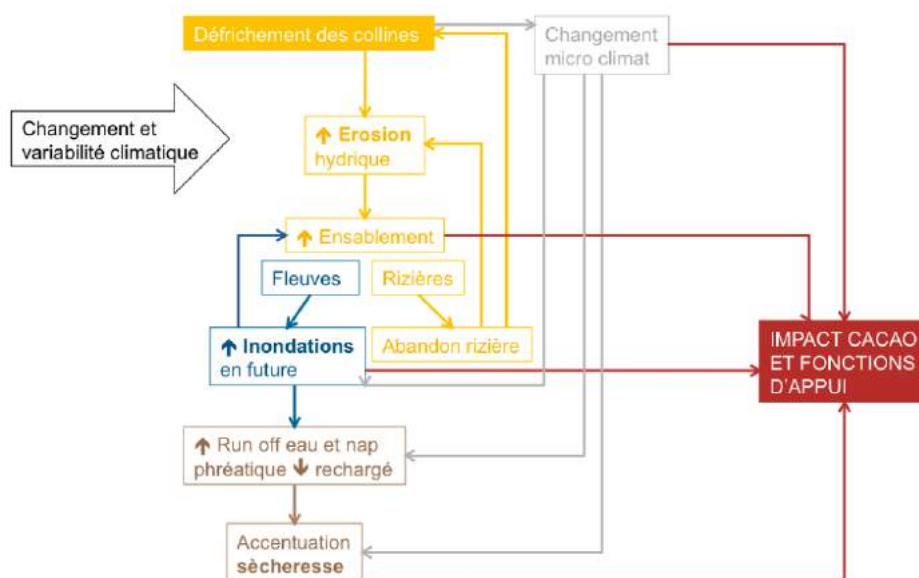 Défrichement des collines
Changement
micro climat
Changement et
variabilité climatique
↑ Erosion
hydrique
↑ Ensablement
Fleuves
Rizières
↑ Inondations
en future
Abandon rizière
IMPACT CACAO
ET FONCTIONS
D'APPUI
↑ Run off eau et nap
phréatique ↓ rechargé
Accentuation
sècheresse